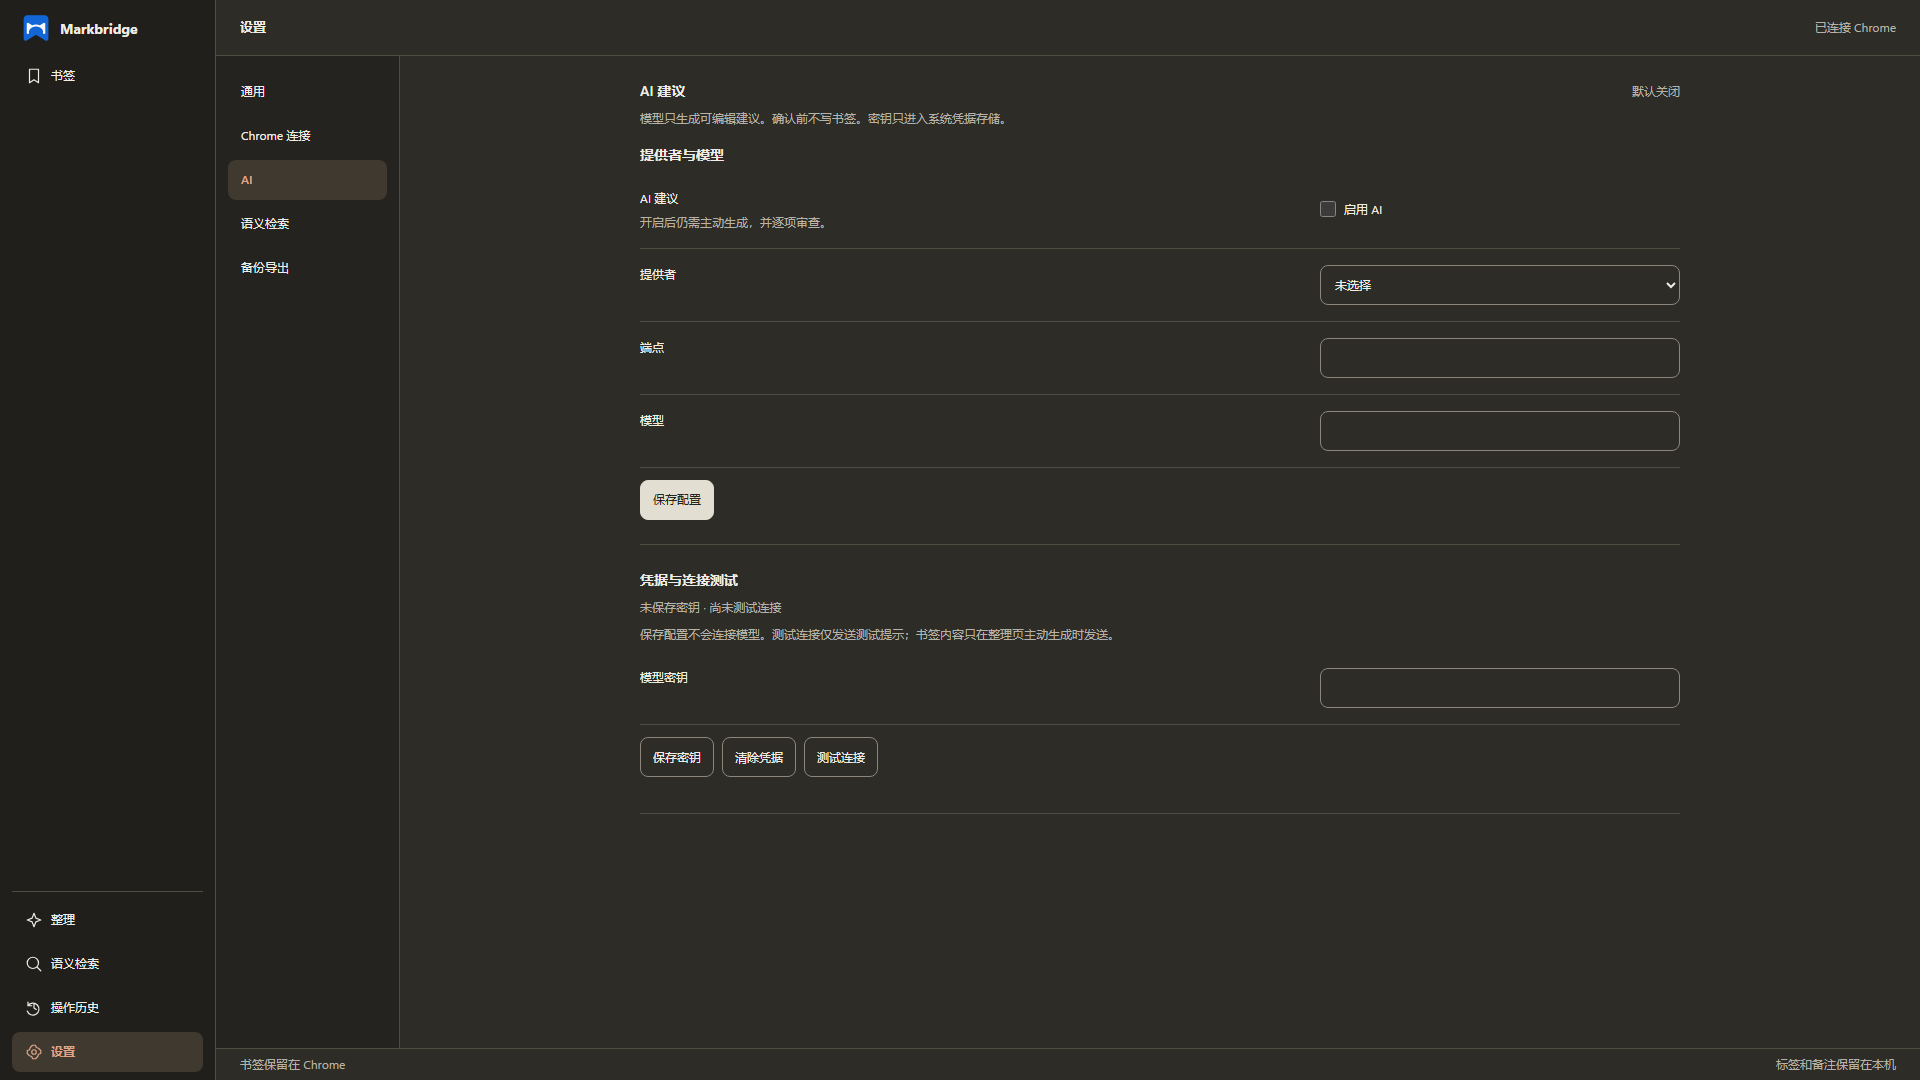 Markbridge
书签
整理
语义检索
操作历史
设置
设置
已连接 Chrome
通用
Chrome 连接
AI
语义检索
备份导出
AI 建议
默认关闭
模型只生成可编辑建议。确认前不写书签。密钥只进入系统凭据存储。
提供者与模型
AI 建议
开启后仍需主动生成，并逐项审查。
启用 AI
提供者
未选择
端点
模型
保存配置
凭据与连接测试
未保存密钥 · 尚未测试连接
保存配置不会连接模型。测试连接仅发送测试提示；书签内容只在整理页主动生成时发送。
模型密钥
保存密钥
清除凭据
测试连接
书签保留在 Chrome
标签和备注保留在本机